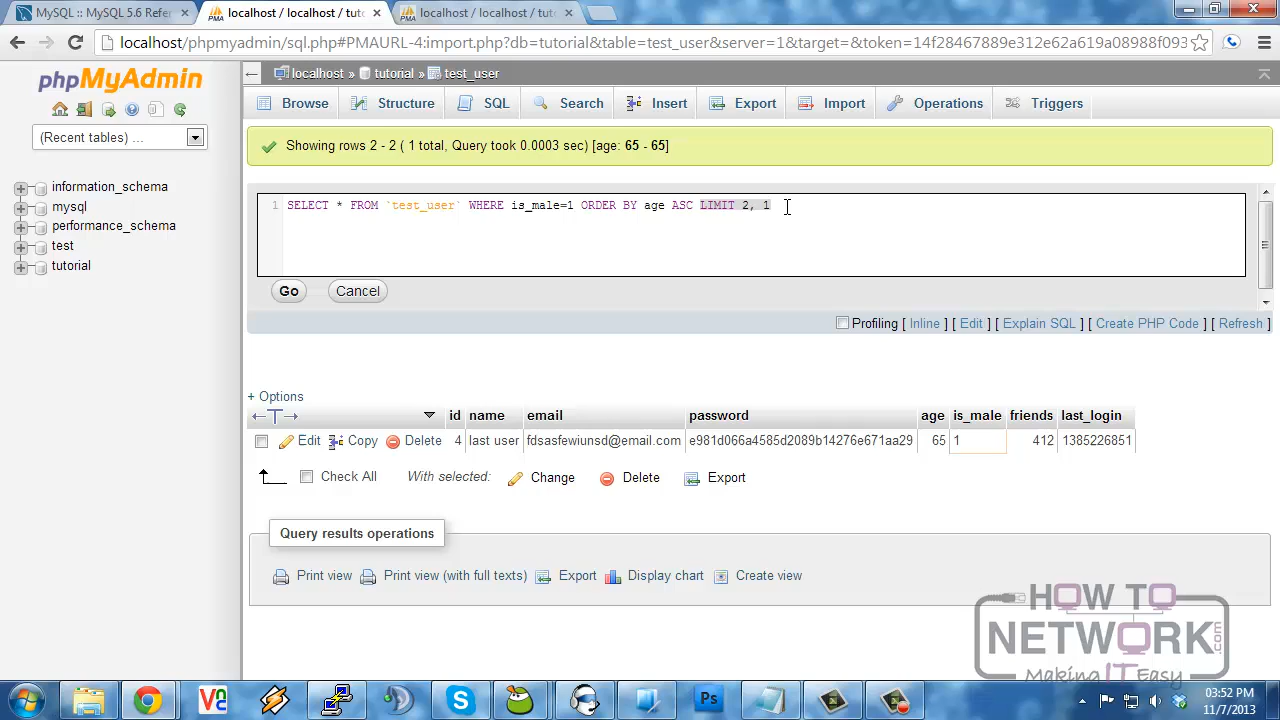 MySQL :: MySQL 5.6 Refer
localhost / localhost / tuto
localhost / localhost / tuto
localhost/phpmyadmin/sql.php#PMAURL-4:import.php?db=tutorial&table=test_user&server=1&target=&token=14f28467889e312e62a19a08988f093
phpMyAdmin
(Recent tables) ...
information_schema
mysql
performance_schema
test
tutorial
localhost » tutorial » test_user
Browse Structure SQL Search Insert Export Import Operations Triggers
Showing rows 2 - 2 ( 1 total, Query took 0.0003 sec) [age: 65 - 65]
1 SELECT * FROM `test_user` WHERE is_male=1 ORDER BY age ASC LIMIT 2, 1
Go Cancel
Profiling [ Inline ] [ Edit ] [ Explain SQL ] [ Create PHP Code ] [ Refresh ]
+ Options
id name email password age is_male friends last_login
Edit Copy Delete 4 last user fdsasfewiunsd@email.com e981d066a4585d2089b14276e671aa29 65 1 412 1385226851
Check All With selected: Change Delete Export
Query results operations
Print view Print view (with full texts) Export Display chart Create view
HOW TO
NETWORK.com
Making IT Easy
03:52 PM
11/7/2013